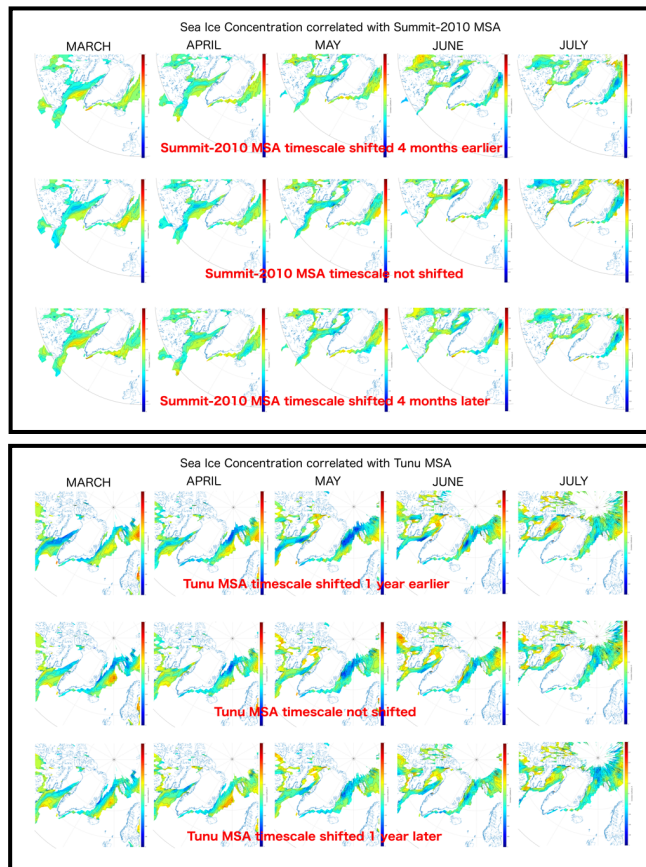 Sea Ice Concentration correlated with Summit-2010 MSA
MARCH APRIL MAY JUNE JULY
Summit-2010 MSA timescale shifted 4 months earlier
Summit-2010 MSA timescale not shifted
Summit-2010 MSA timescale shifted 4 months later
Sea Ice Concentration correlated with Tunu MSA
MARCH APRIL MAY JUNE JULY
Tunu MSA timescale shifted 1 year earlier
Tunu MSA timescale not shifted
Tunu MSA timescale shifted 1 year later